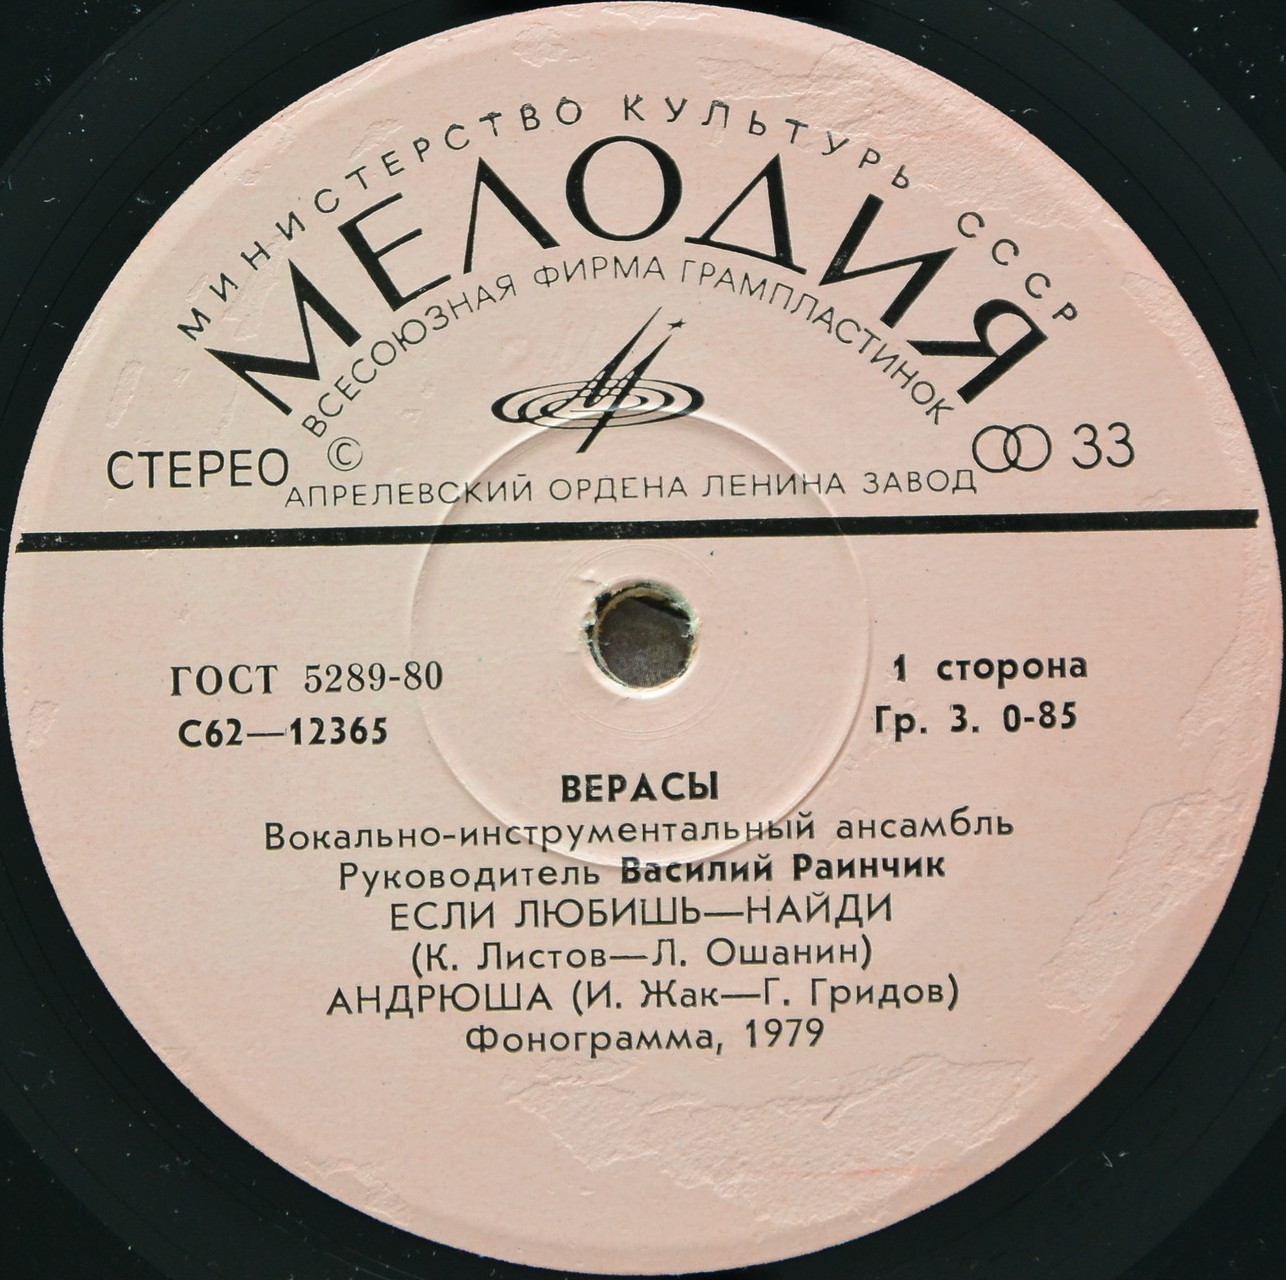 МИНИСТЕРСТВО КУЛЬТУРЫ СССР
МЕЛОДИЯ
ВСЕСОЮЗНАЯ ФИРМА ГРАМПЛАСТИНОК
СТЕРЕО © 33
АПРЕЛЕВСКИЙ ОРДЕНА ЛЕНИНА ЗАВОД
ГОСТ 5289-80 1 сторона
С62—12365 Гр. 3. 0-85
ВЕРАСЫ
Вокально-инструментальный ансамбль
Руководитель Василий Раинчик
ЕСЛИ ЛЮБИШЬ—НАЙДИ
(К. Листов—Л. Ошанин)
АНДРЮША (И. Жак—Г. Гридов)
Фонограмма, 1979